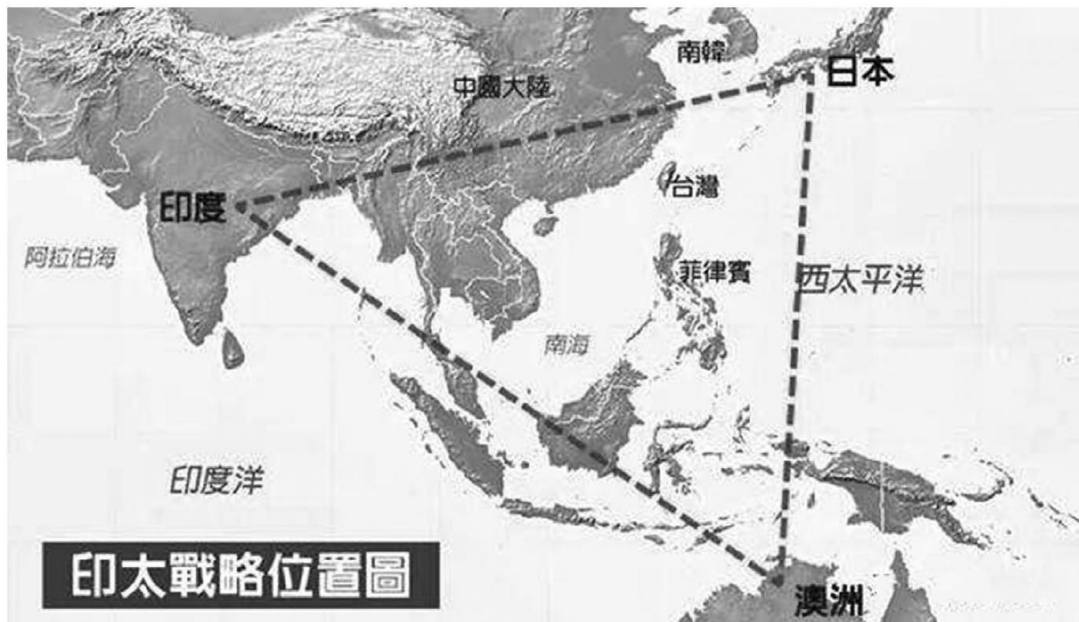 南韓
日本
中國大陸
印度
台灣
阿拉伯海
菲律賓
西太平洋
南海
印度洋
印太戰略位置圖
澳洲